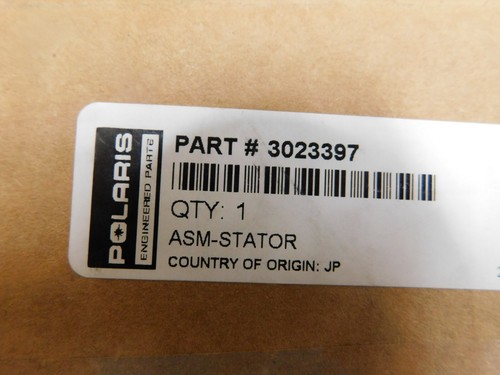 POLARIS
ENGINEERED PARTS
PART # 3023397
QTY: 1
ASM-STATOR
COUNTRY OF ORIGIN: JP